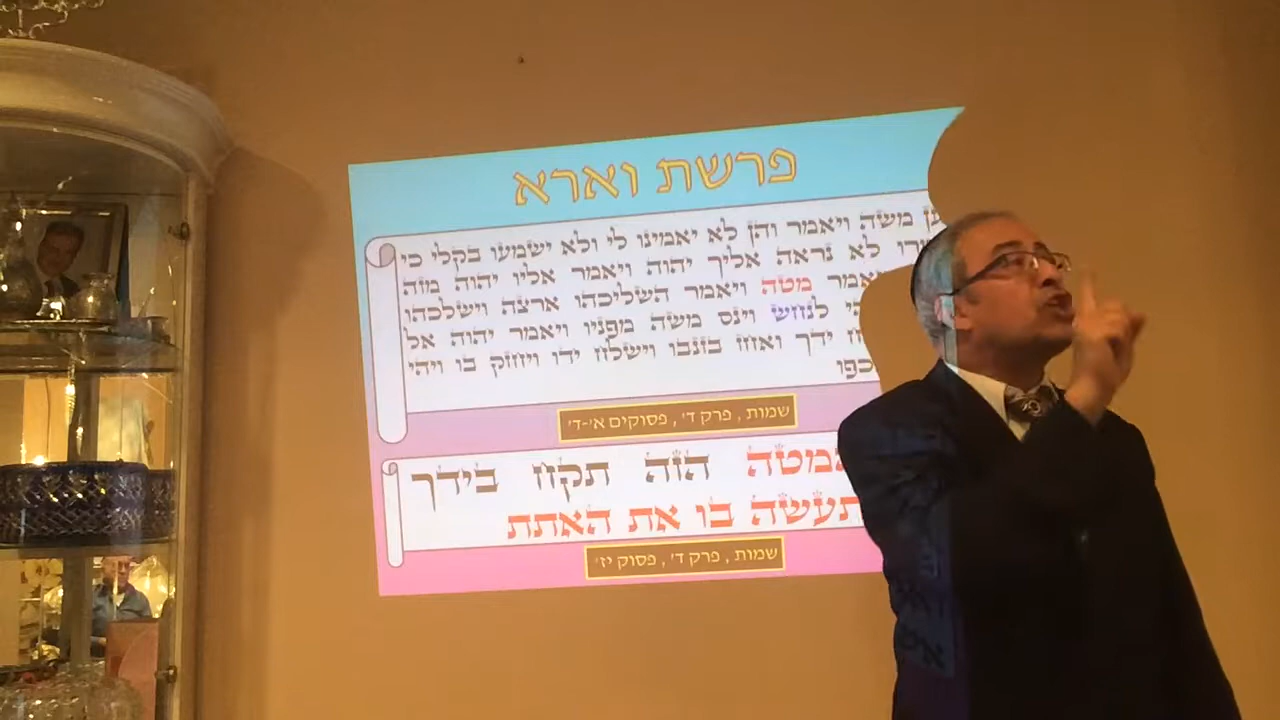 פרשת וארא
משה ויאמר והן לא יאמינו לי ולא ישמעו בקלי כי
לא נראה אליך יהוה ויאמר אליו יהוה מזה
מטה ויאמר השליכהו ארצה וישלכהו
לנחש וינס משה מפניו ויאמר יהוה אל
ידך ואחז בזנבו וישלח ידו ויחזק בו ויהי
שמות, פרק ד', פסוקים א'-ד'
הזה תקח בידך
תעשה בו את האתת
שמות, פרק ד', פסוק יז'